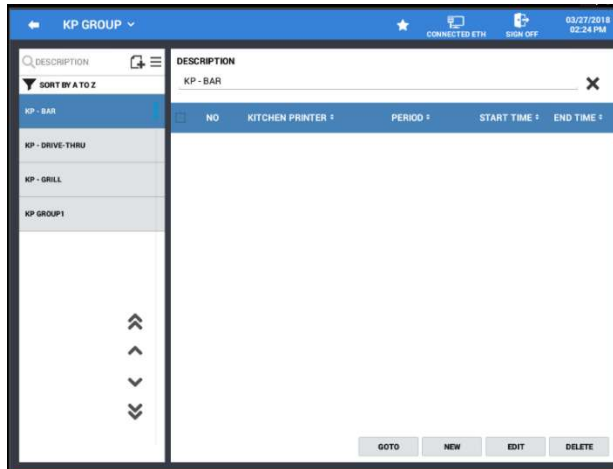 KP GROUP
CONNECTED ETH
SIGN OFF
03/27/2018
02:24 PM
DESCRIPTION
SORT BY A TO Z
KP - BAR
KP - DRIVE-THRU
KP - GRILL
KP GROUP1
DESCRIPTION
KP - BAR
NO KITCHEN PRINTER PERIOD START TIME END TIME
GOTO NEW EDIT DELETE